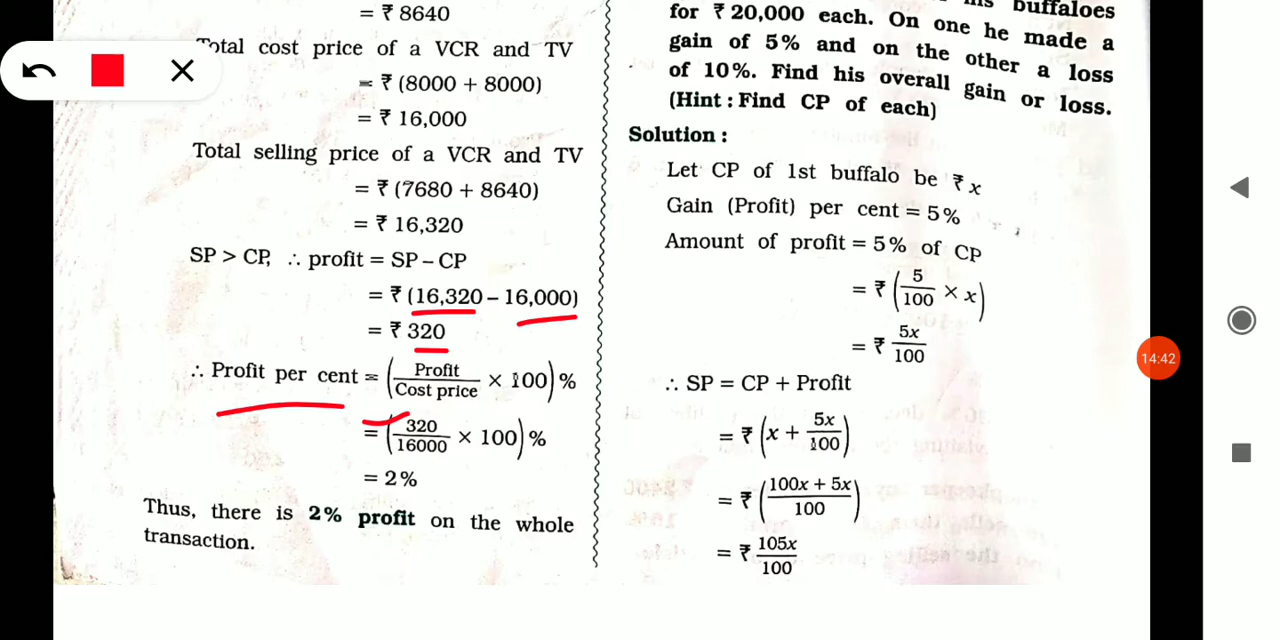 = ₹ 8640
Total cost price of a VCR and TV
= ₹ (8000 + 8000)
= ₹ 16,000
Total selling price of a VCR and TV
= ₹ (7680 + 8640)
= ₹ 16,320
SP > CP, ∴ profit = SP – CP
= ₹ (16,320 – 16,000)
= ₹ 320
∴ Profit per cent = (Profit/Cost price × 100)%
= (320/16000 × 100)%
= 2%
Thus, there is 2% profit on the whole
transaction.
buffaloes
for ₹ 20,000 each. On one he made a
gain of 5% and on the other a loss
of 10%. Find his overall gain or loss.
(Hint : Find CP of each)
Solution :
Let CP of 1st buffalo be ₹ x
Gain (Profit) per cent = 5%
Amount of profit = 5% of CP
= ₹ (5/100 × x)
= ₹ 5x/100
∴ SP = CP + Profit
= ₹ (x + 5x/100)
= ₹ (100x + 5x/100)
= ₹ 105x/100
14:42